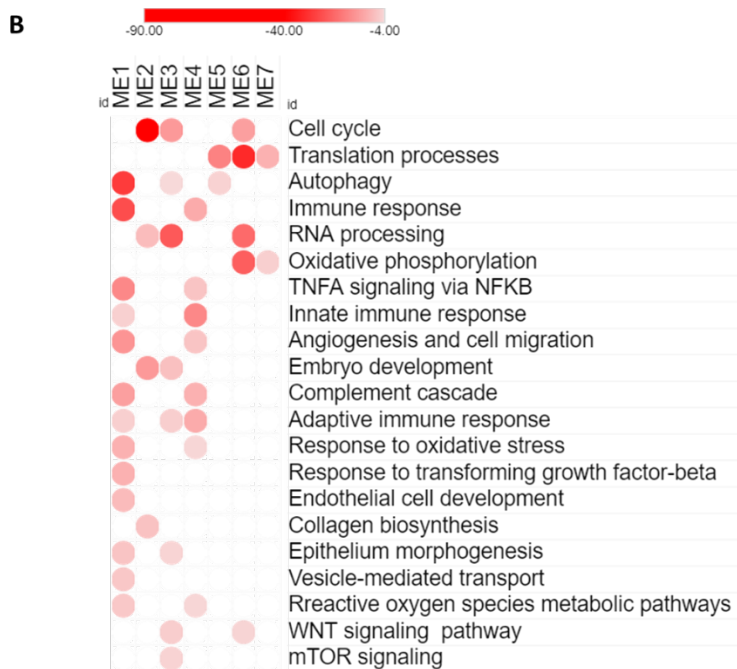 B
-90.00 -40.00 -4.00
id ME1 ME2 ME3 ME4 ME5 ME6 ME7 id
Cell cycle
Translation processes
Autophagy
Immune response
RNA processing
Oxidative phosphorylation
TNFA signaling via NFKB
Innate immune response
Angiogenesis and cell migration
Embryo development
Complement cascade
Adaptive immune response
Response to oxidative stress
Response to transforming growth factor-beta
Endothelial cell development
Collagen biosynthesis
Epithelium morphogenesis
Vesicle-mediated transport
Rreactive oxygen species metabolic pathways
WNT signaling pathway
mTOR signaling